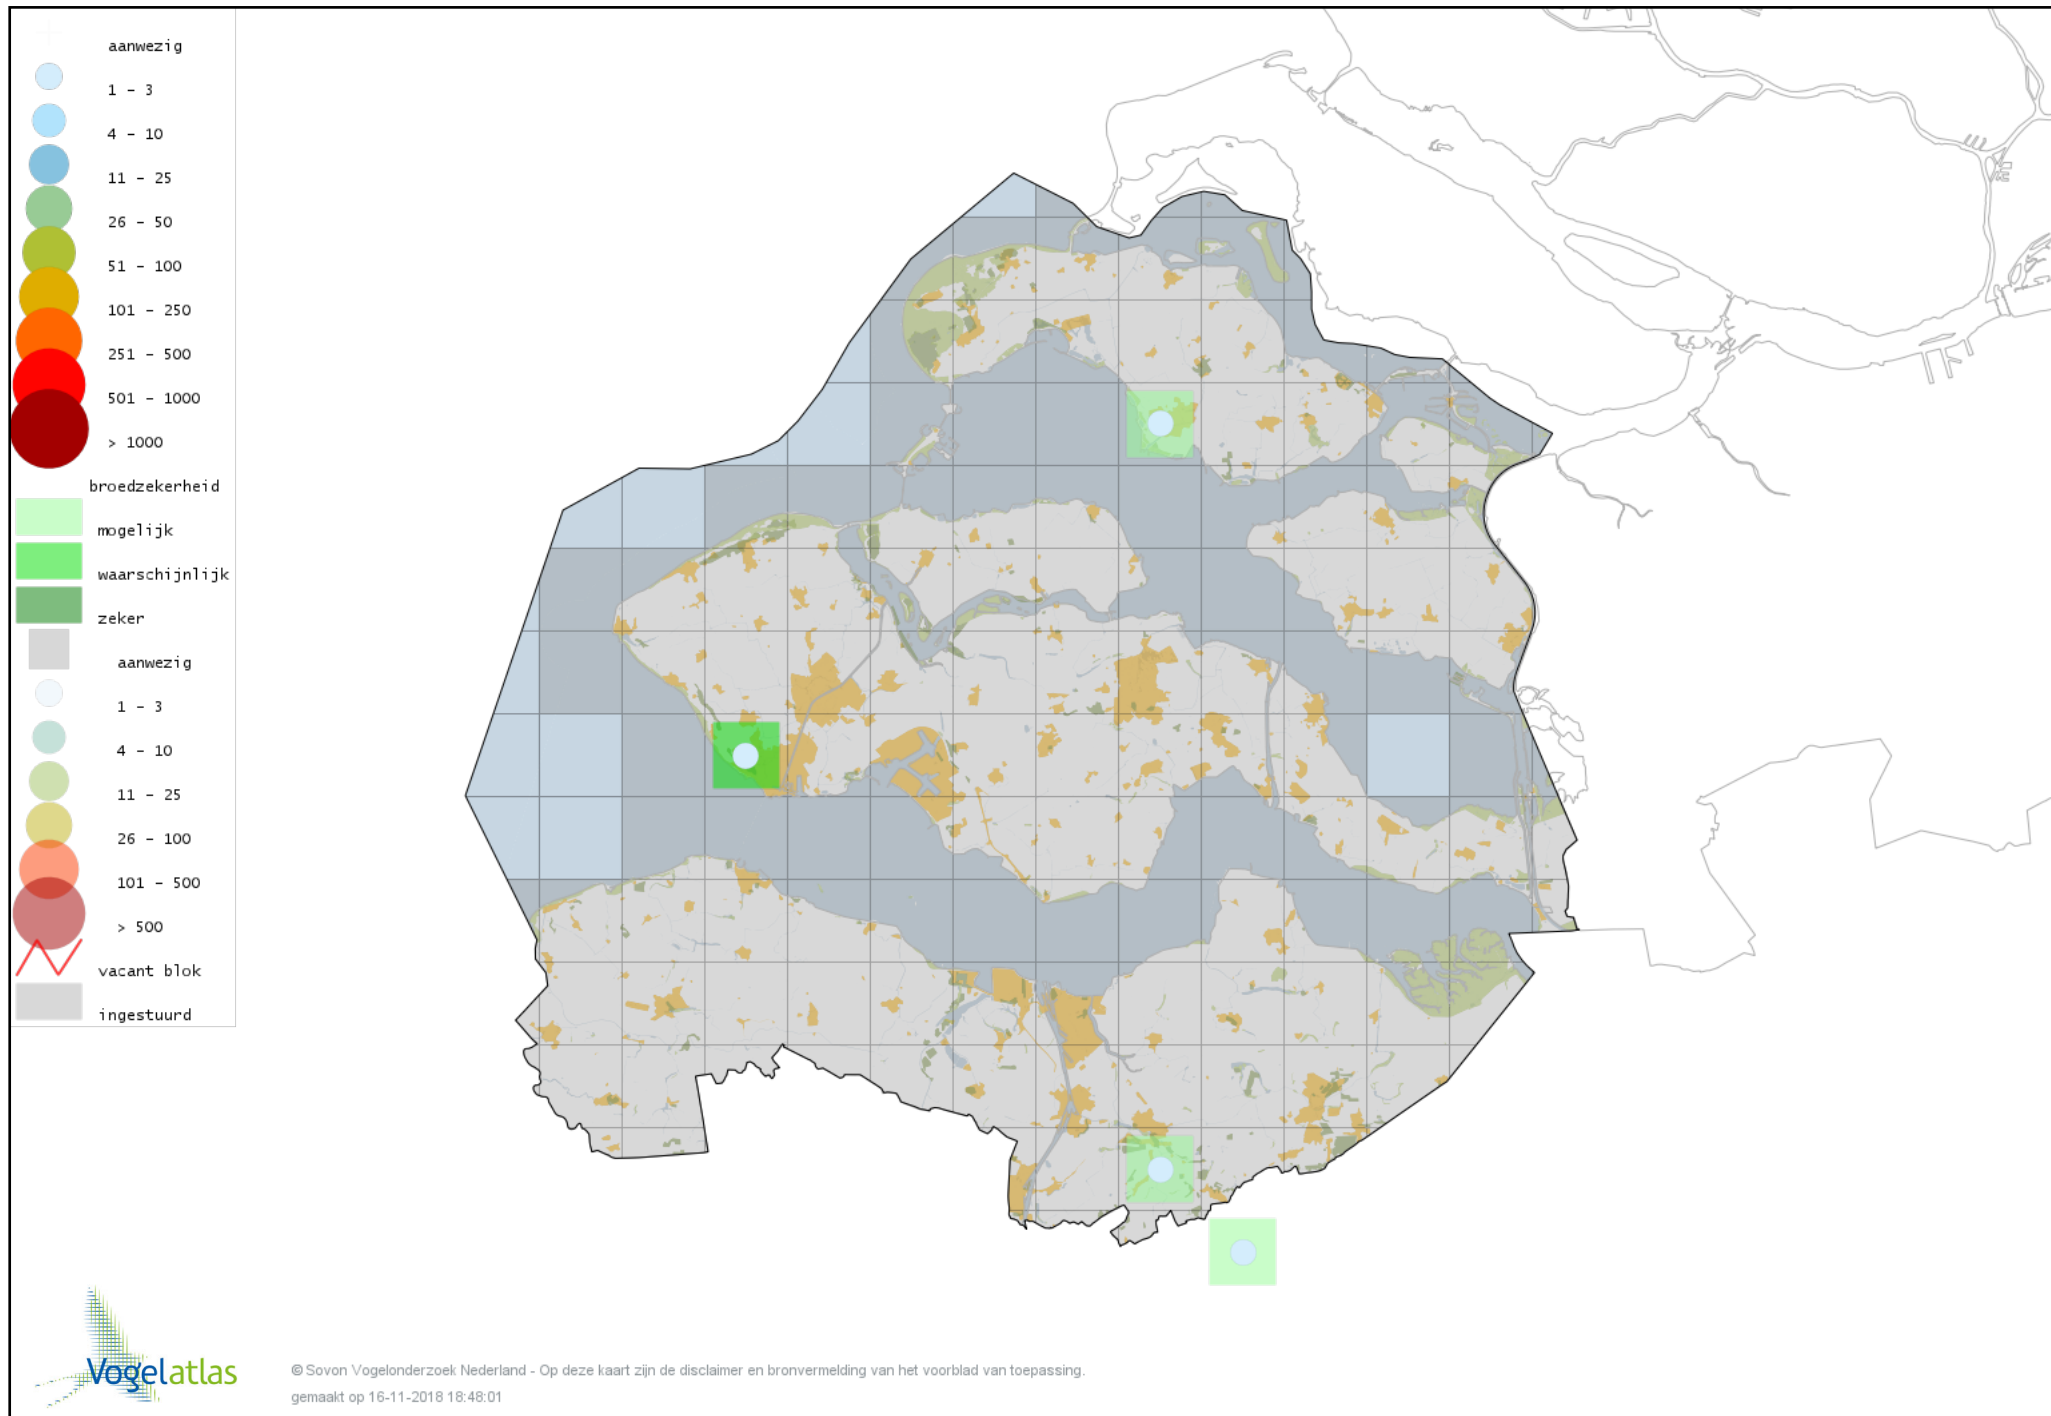 aanwezig
1 - 3
4 - 10
11 - 25
26 - 50
51 - 100
101 - 250
251 - 500
501 - 1000
> 1000
broedzekerheid
mogelijk
waarschijnlijk
zeker
aanwezig
1 - 3
4 - 10
11 - 25
26 - 100
101 - 500
> 500
vacant blok
ingestuurd
Vogelatlas
© Sovon Vogelonderzoek Nederland - Op deze kaart zijn de disclaimer en bronvermelding van het voorblad van toepassing.
gemaakt op 16-11-2018 18:48:01